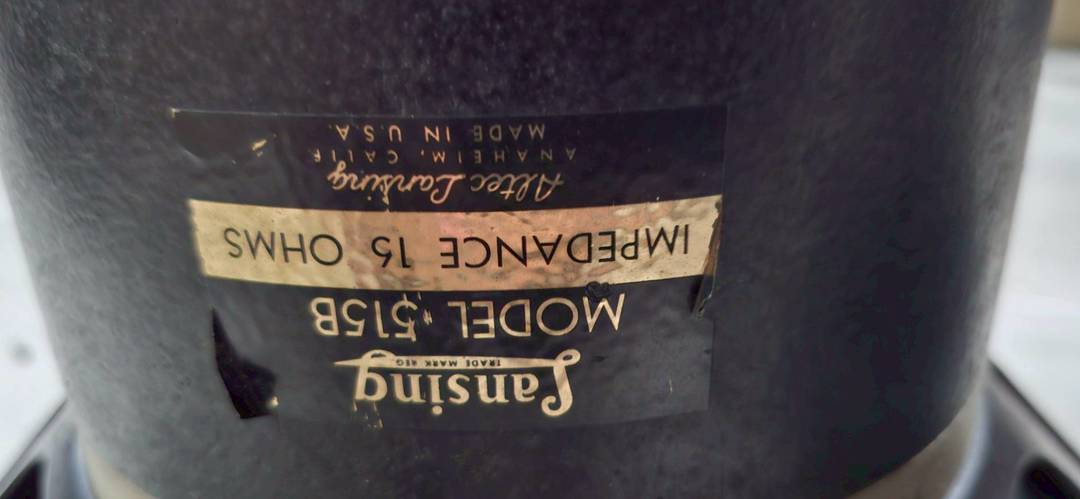 Lansing
TRADE MARK REG.
MODEL 515B
IMPEDANCE 15 OHMS
Altec Lansing
ANAHEIM, CALIF
MADE IN U.S.A.